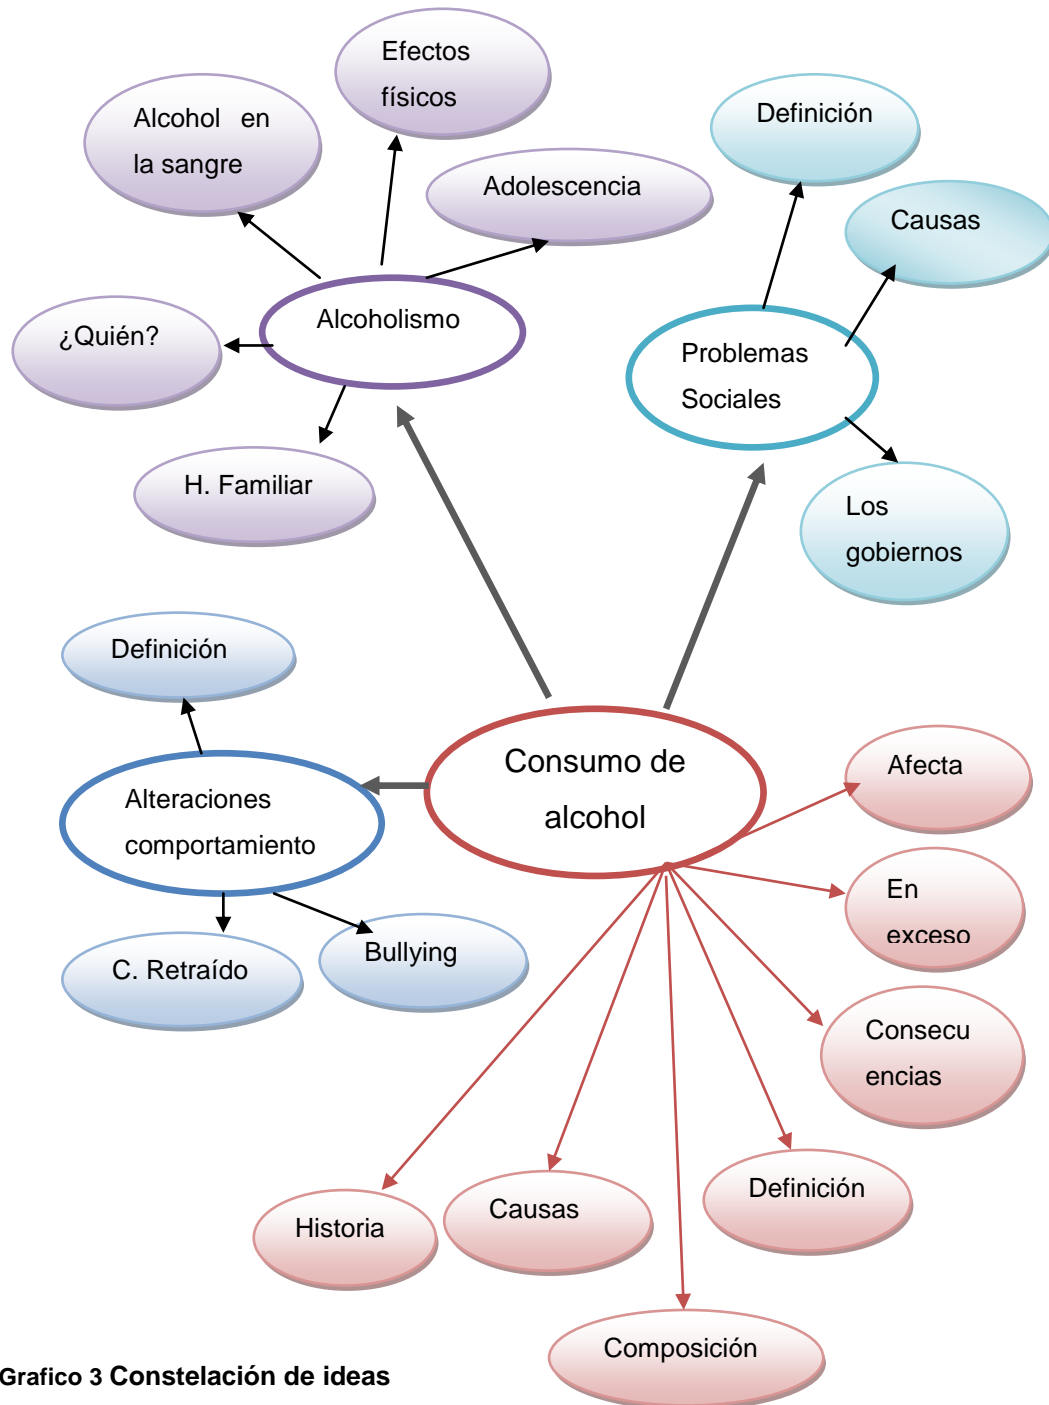 Efectos
físicos
Alcohol en
la sangre
Adolescencia
Definición
Causas
¿Quién?
Alcoholismo
Problemas
Sociales
H. Familiar
Los
gobiernos
Definición
Consumo de
alcohol
Alteraciones
comportamiento
Afecta
En
exceso
C. Retraído
Bullying
Consecu
encias
Definición
Causas
Historia
Composición
Grafico 3 Constelación de ideas